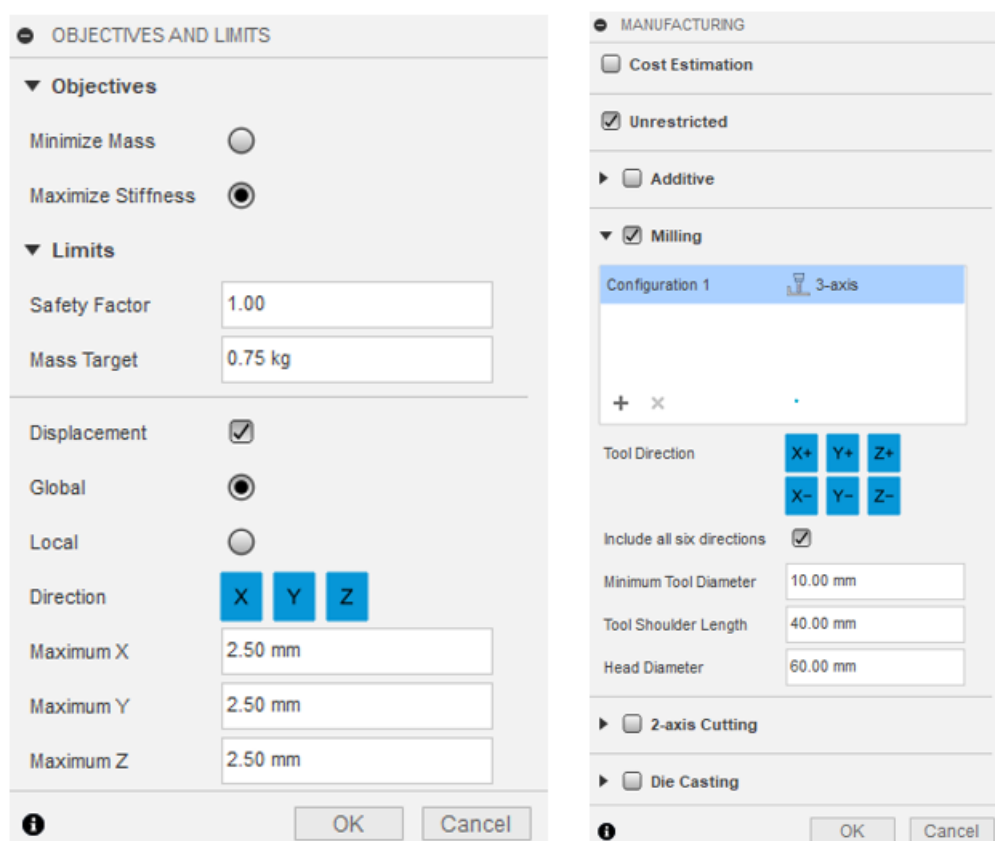 OBJECTIVES AND LIMITS
Objectives
Minimize Mass
Maximize Stiffness
Limits
Safety Factor 1.00
Mass Target 0.75 kg
Displacement
Global
Local
Direction X Y Z
Maximum X 2.50 mm
Maximum Y 2.50 mm
Maximum Z 2.50 mm
OK Cancel
MANUFACTURING
Cost Estimation
Unrestricted
Additive
Milling
Configuration 1 3-axis
Tool Direction X+ Y+ Z+
X- Y- Z-
Include all six directions
Minimum Tool Diameter 10.00 mm
Tool Shoulder Length 40.00 mm
Head Diameter 60.00 mm
2-axis Cutting
Die Casting
OK Cancel